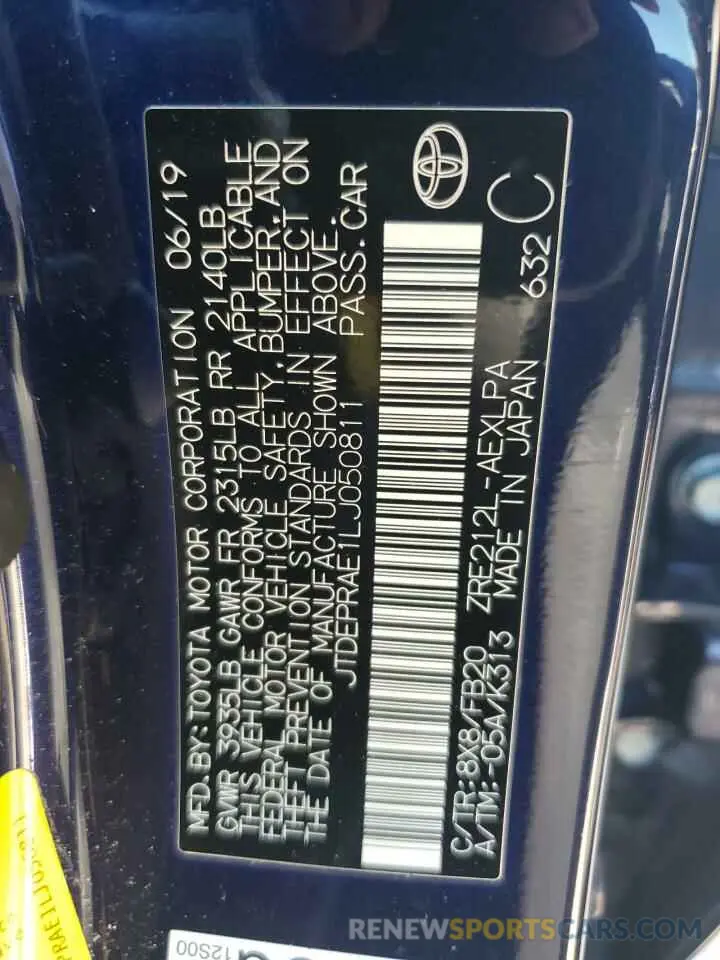 MFD.BY:TOYOTA MOTOR CORPORATION 06/19
GVWR 3935LB GAWR FR 2315LB RR 2140LB
THIS VEHICLE CONFORMS TO ALL APPLICABLE
FEDERAL MOTOR VEHICLE SAFETY, BUMPER, AND
THEFT PREVENTION STANDARDS IN EFFECT ON
THE DATE OF MANUFACTURE SHOWN ABOVE.
JTDEPRAE1LJ050811 PASS.CAR
C/TR:8X8/FB20 ZRE212L-AEXLPA 632 C
A/TM:-05A/K313 MADE IN JAPAN
PRAE1LJ050811
12S00
RENEWSPORTSCARS.COM